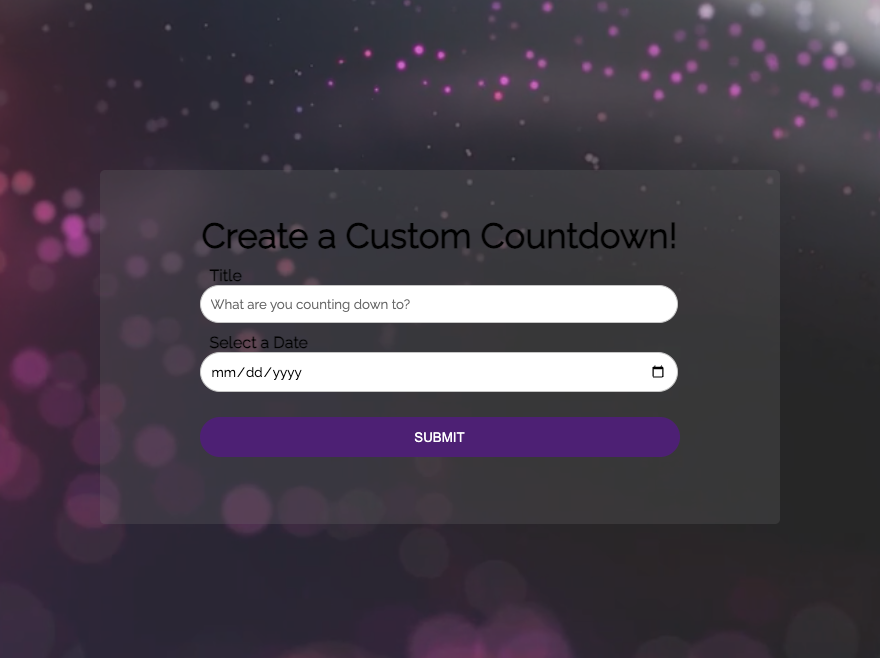 Create a Custom Countdown!
Title
What are you counting down to?
Select a Date
mm/dd/yyyy
SUBMIT